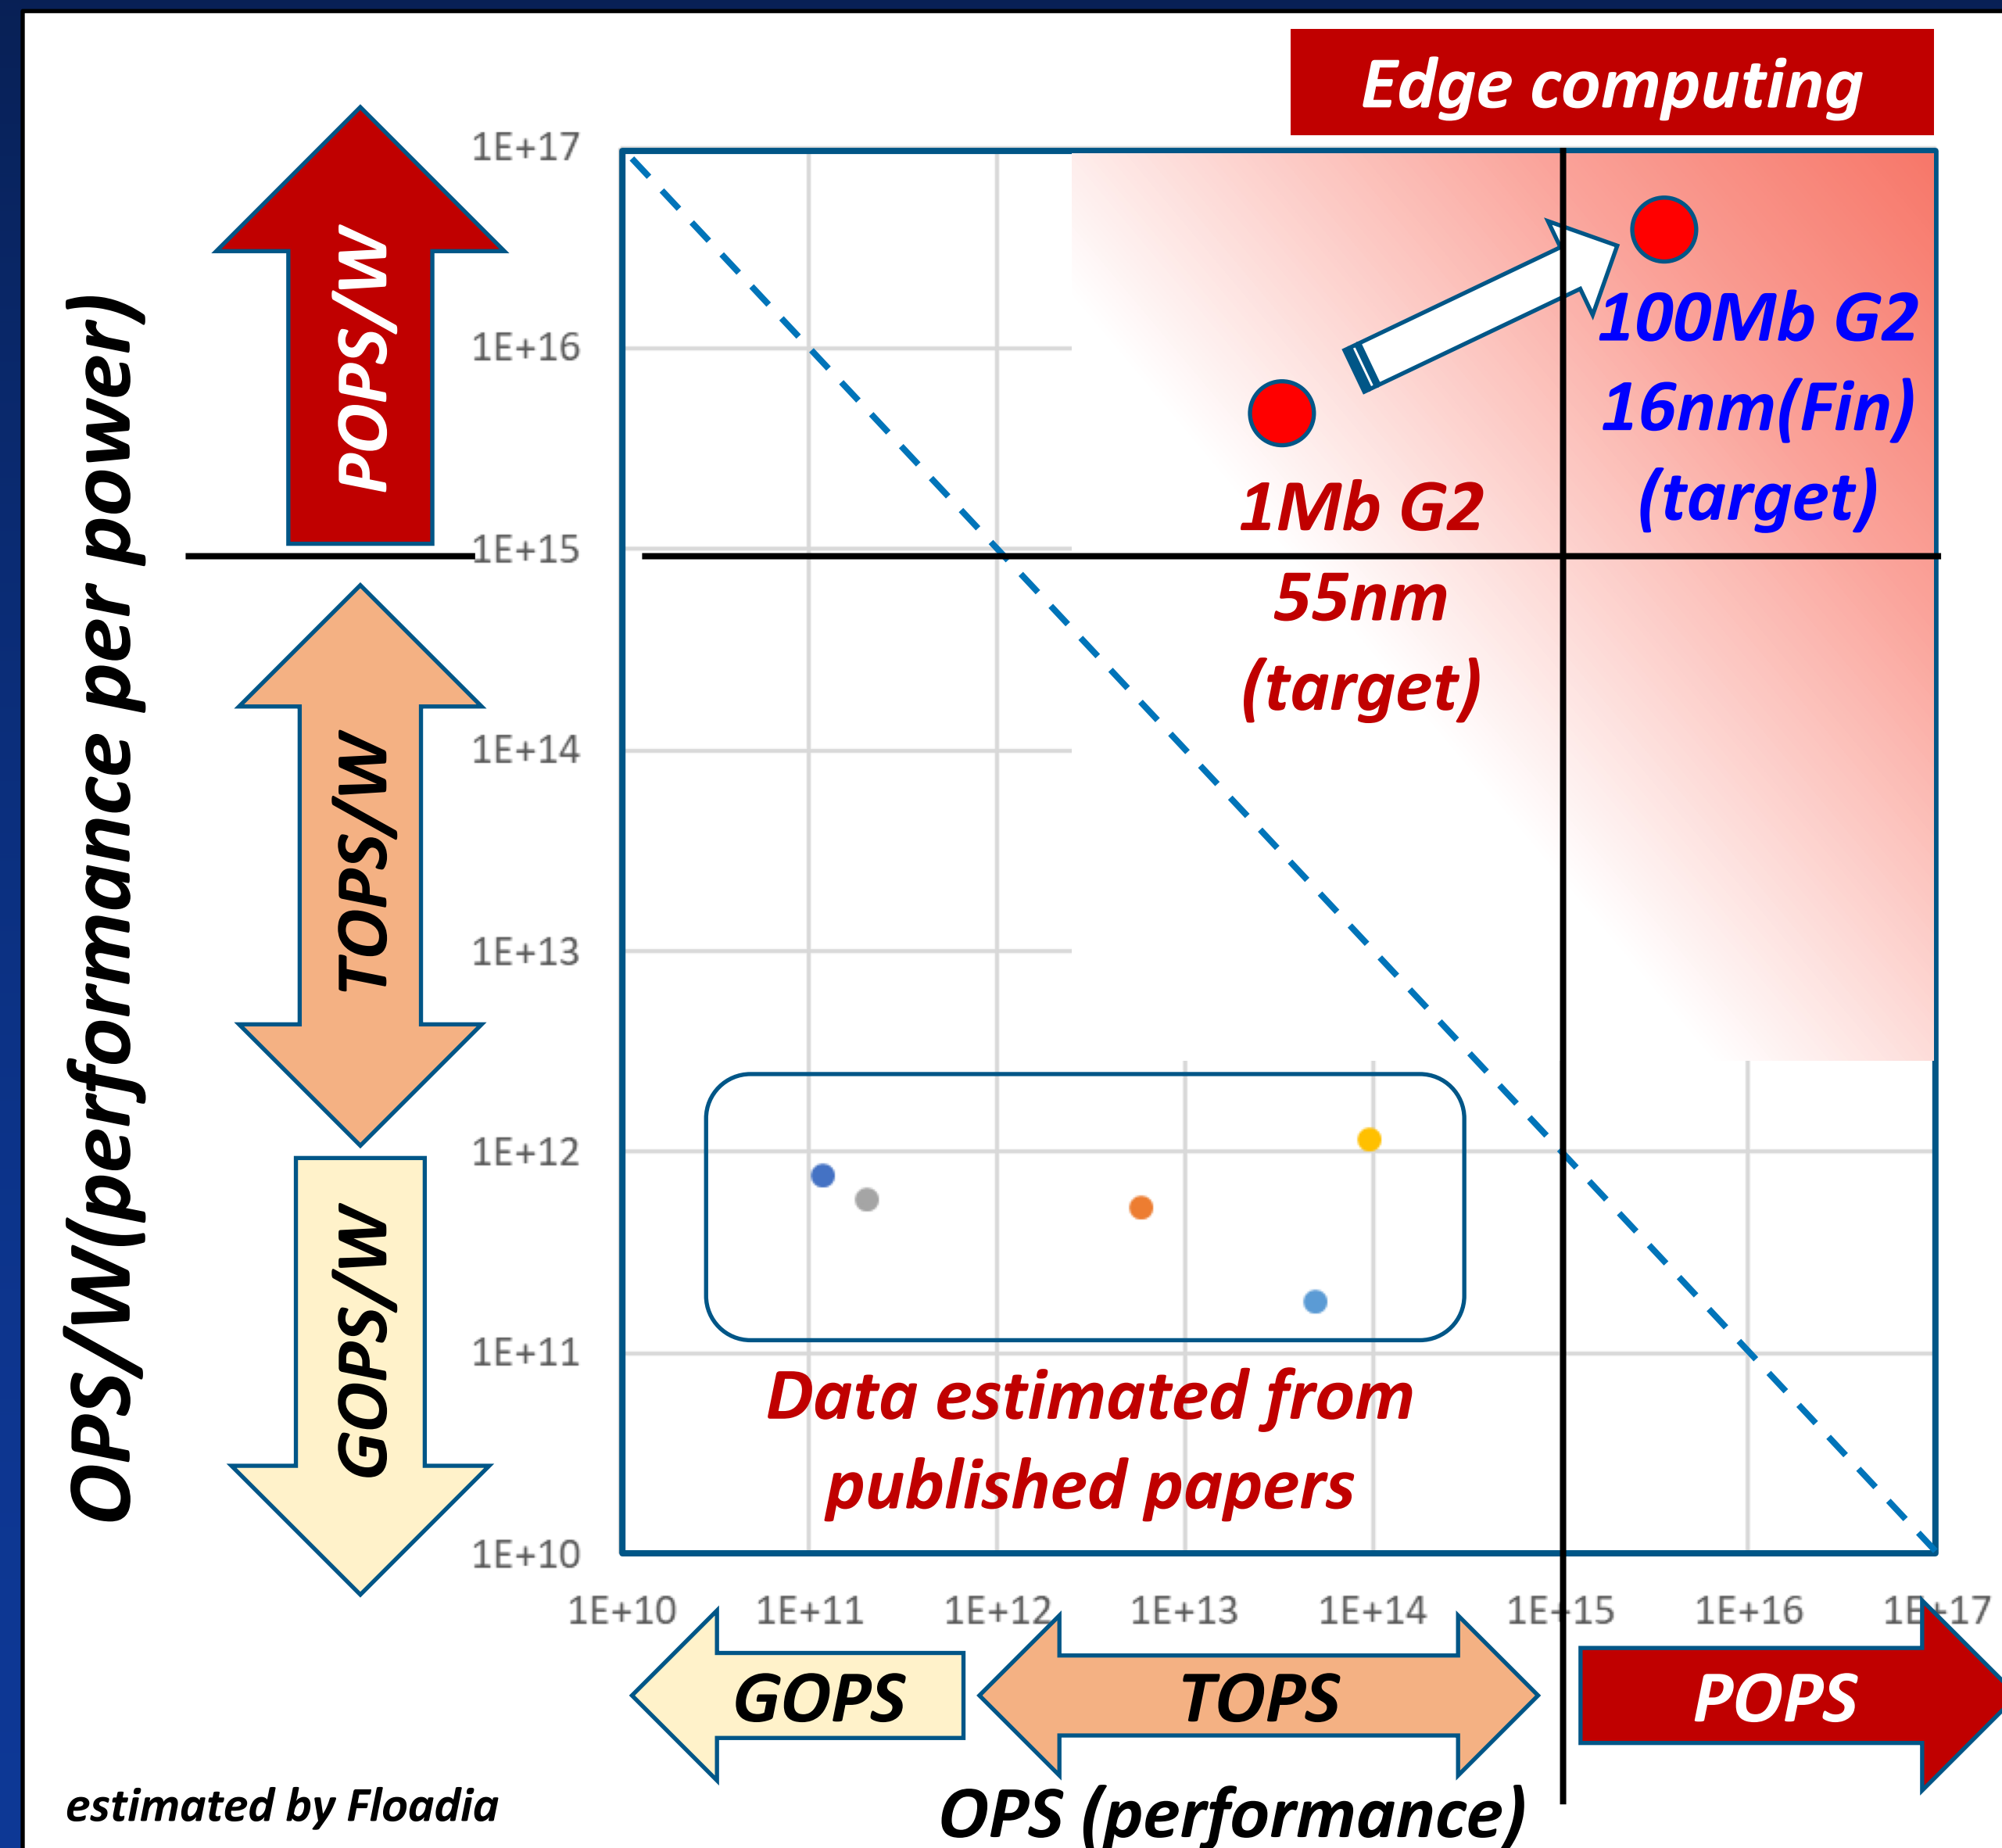 Edge computing
OPS/W(performance per power)
POPS/W
TOPS/W
GOPS/W
1E+17
1E+16
1E+15
1E+14
1E+13
1E+12
1E+11
1E+10
100Mb G2
16nm(Fin)
(target)
1Mb G2
55nm
(target)
Data estimated from
published papers
1E+10 1E+11 1E+12 1E+13 1E+14 1E+15 1E+16 1E+17
GOPS TOPS POPS
estimated by Floadia
OPS (performance)